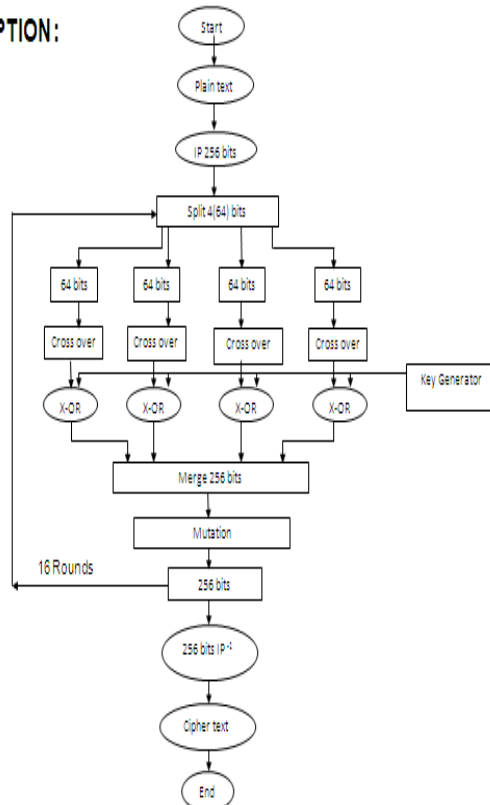 PTION:
Start
Plain text
IP 256 bits
Split 4(64) bits
64 bits
64 bits
64 bits
64 bits
Cross over
Cross over
Cross over
Cross over
Key Generator
X-OR
X-OR
X-OR
X-OR
Merge 256 bits
Mutation
16 Rounds
256 bits
256 bits IP -1
Cipher text
End